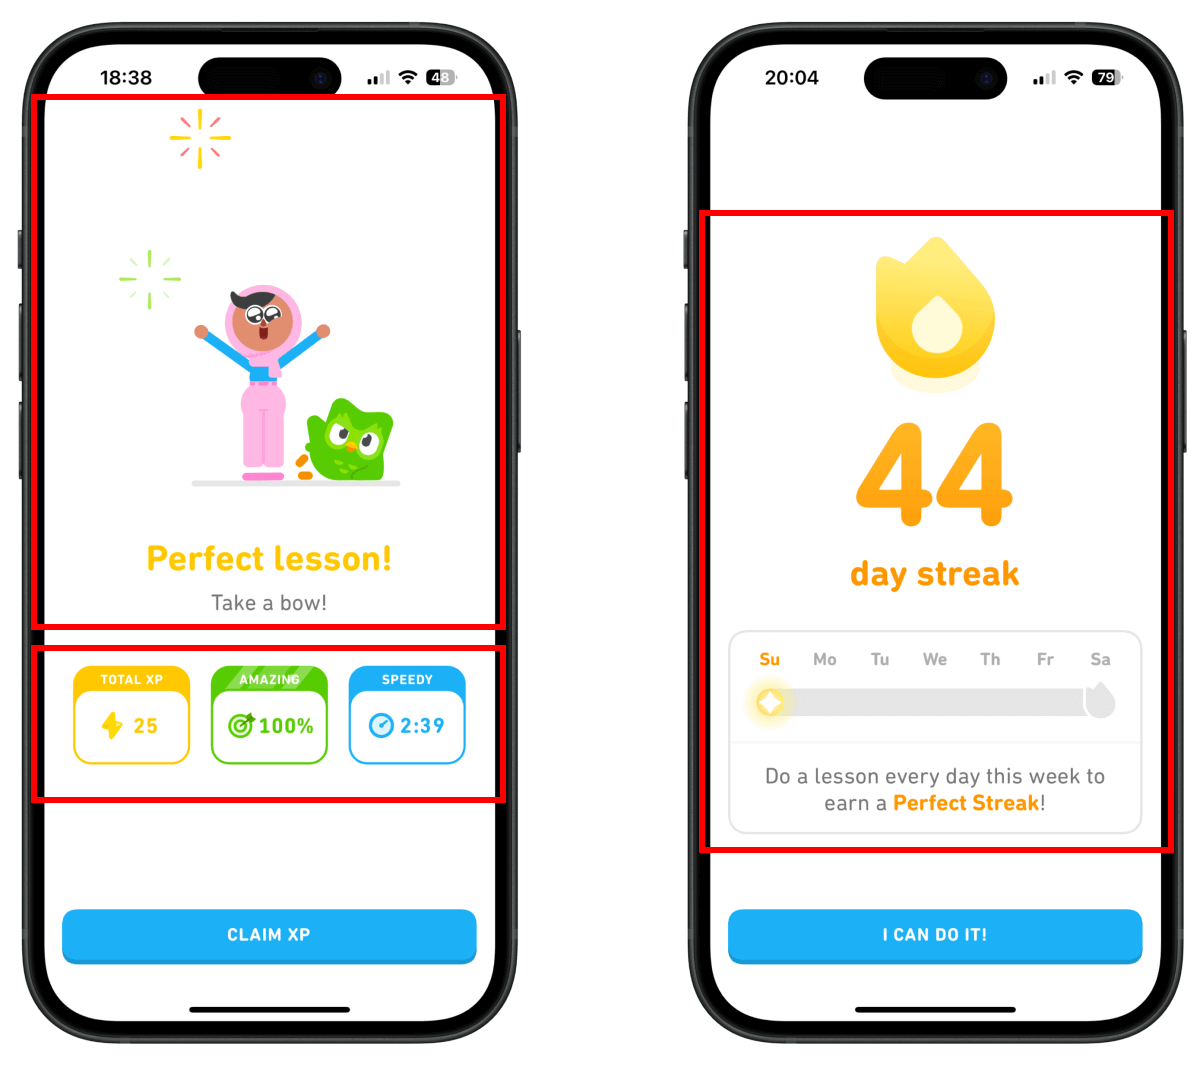 18:38
48
Perfect lesson!
Take a bow!
TOTAL XP
25
AMAZING
100%
SPEEDY
2:39
CLAIM XP
20:04
79
44
day streak
Su Mo Tu We Th Fr Sa
Do a lesson every day this week to
earn a Perfect Streak!
I CAN DO IT!